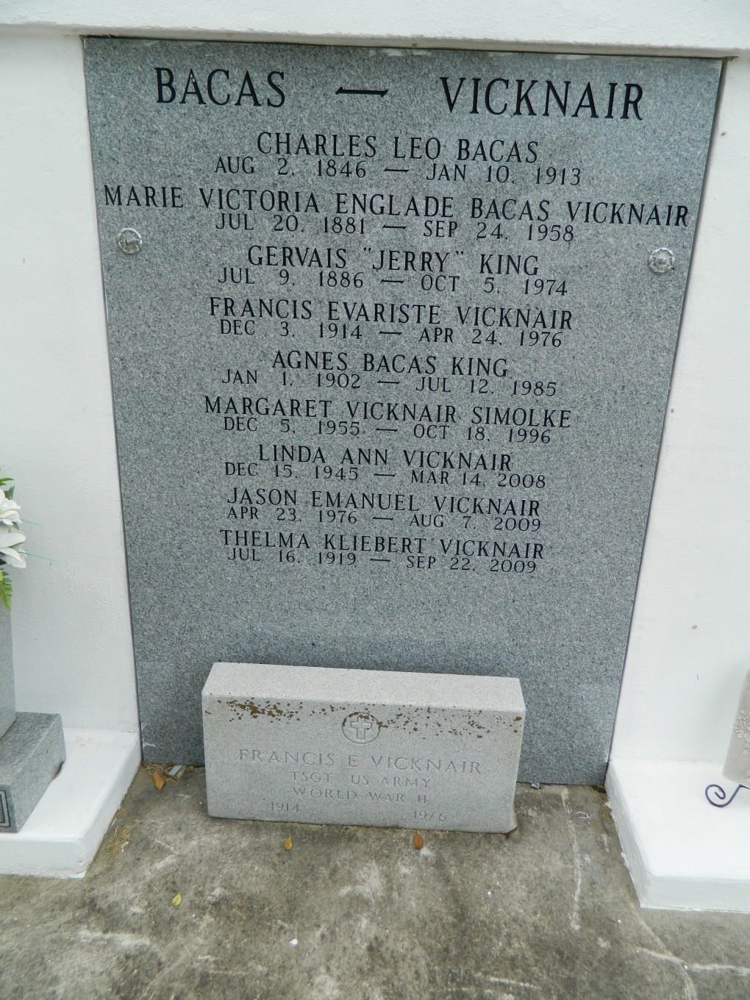 BACAS — VICKNAIR
CHARLES LEO BACAS
AUG 2, 1846 — JAN 10, 1913
MARIE VICTORIA ENGLADE BACAS VICKNAIR
JUL 20, 1881 — SEP 24, 1958
GERVAIS "JERRY" KING
JUL 9, 1886 — OCT 5, 1974
FRANCIS EVARISTE VICKNAIR
DEC 3, 1914 — APR 24, 1976
AGNES BACAS KING
JAN 1, 1902 — JUL 12, 1985
MARGARET VICKNAIR SIMOLKE
DEC 5, 1955 — OCT 18, 1996
LINDA ANN VICKNAIR
DEC 15, 1945 — MAR 14, 2008
JASON EMANUEL VICKNAIR
APR 23, 1976 — AUG 7, 2009
THELMA KLIEBERT VICKNAIR
JUL 16, 1919 — SEP 22, 2009
FRANCIS E VICKNAIR
TSGT US ARMY
WORLD WAR II
1914 1976